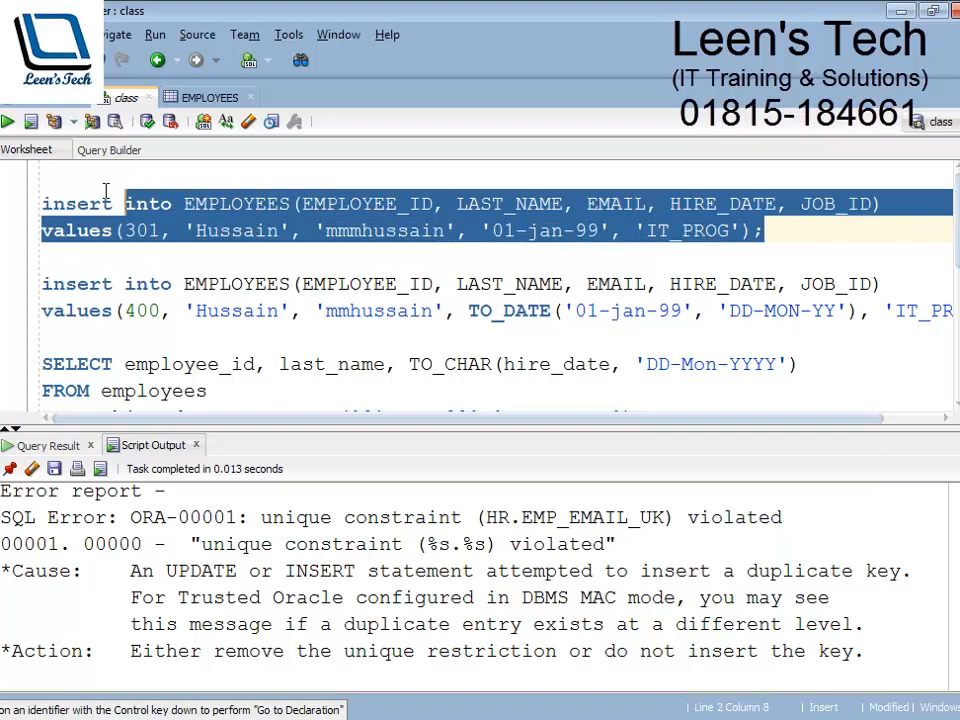 r : class
Leen's Tech
(IT Training & Solutions)
01815-184661
Leen'sTech
igate Run Source Team Tools Window Help
class EMPLOYEES
class
Worksheet Query Builder
insert into EMPLOYEES(EMPLOYEE_ID, LAST_NAME, EMAIL, HIRE_DATE, JOB_ID)
values(301, 'Hussain', 'mmmhussain', '01-jan-99', 'IT_PROG');
insert into EMPLOYEES(EMPLOYEE_ID, LAST_NAME, EMAIL, HIRE_DATE, JOB_ID)
values(400, 'Hussain', 'mmhussain', TO_DATE('01-jan-99', 'DD-MON-YY'), 'IT_PR
SELECT employee_id, last_name, TO_CHAR(hire_date, 'DD-Mon-YYYY')
FROM employees
Query Result Script Output
Task completed in 0.013 seconds
Error report -
SQL Error: ORA-00001: unique constraint (HR.EMP_EMAIL_UK) violated
00001. 00000 - "unique constraint (%s.%s) violated"
*Cause: An UPDATE or INSERT statement attempted to insert a duplicate key.
For Trusted Oracle configured in DBMS MAC mode, you may see
this message if a duplicate entry exists at a different level.
*Action: Either remove the unique restriction or do not insert the key.
on an identifier with the Control key down to perform "Go to Declaration"
Line 2 Column 8 Insert Modified Windows